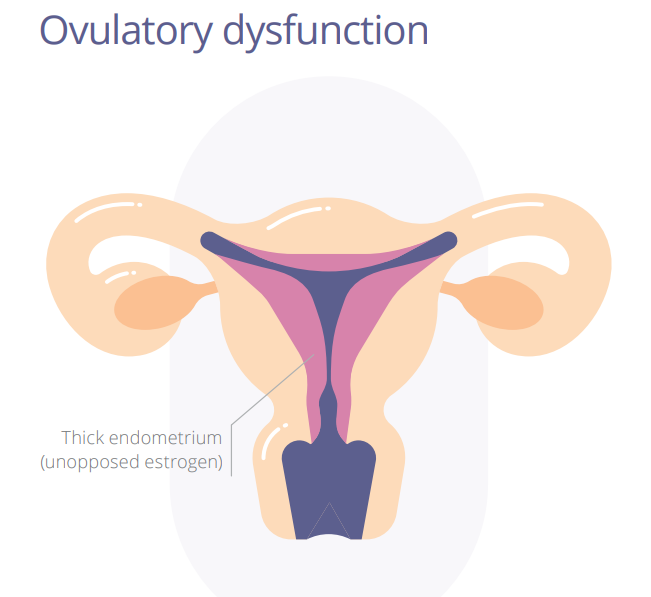 Ovulatory dysfunction
Thick endometrium
(unopposed estrogen)